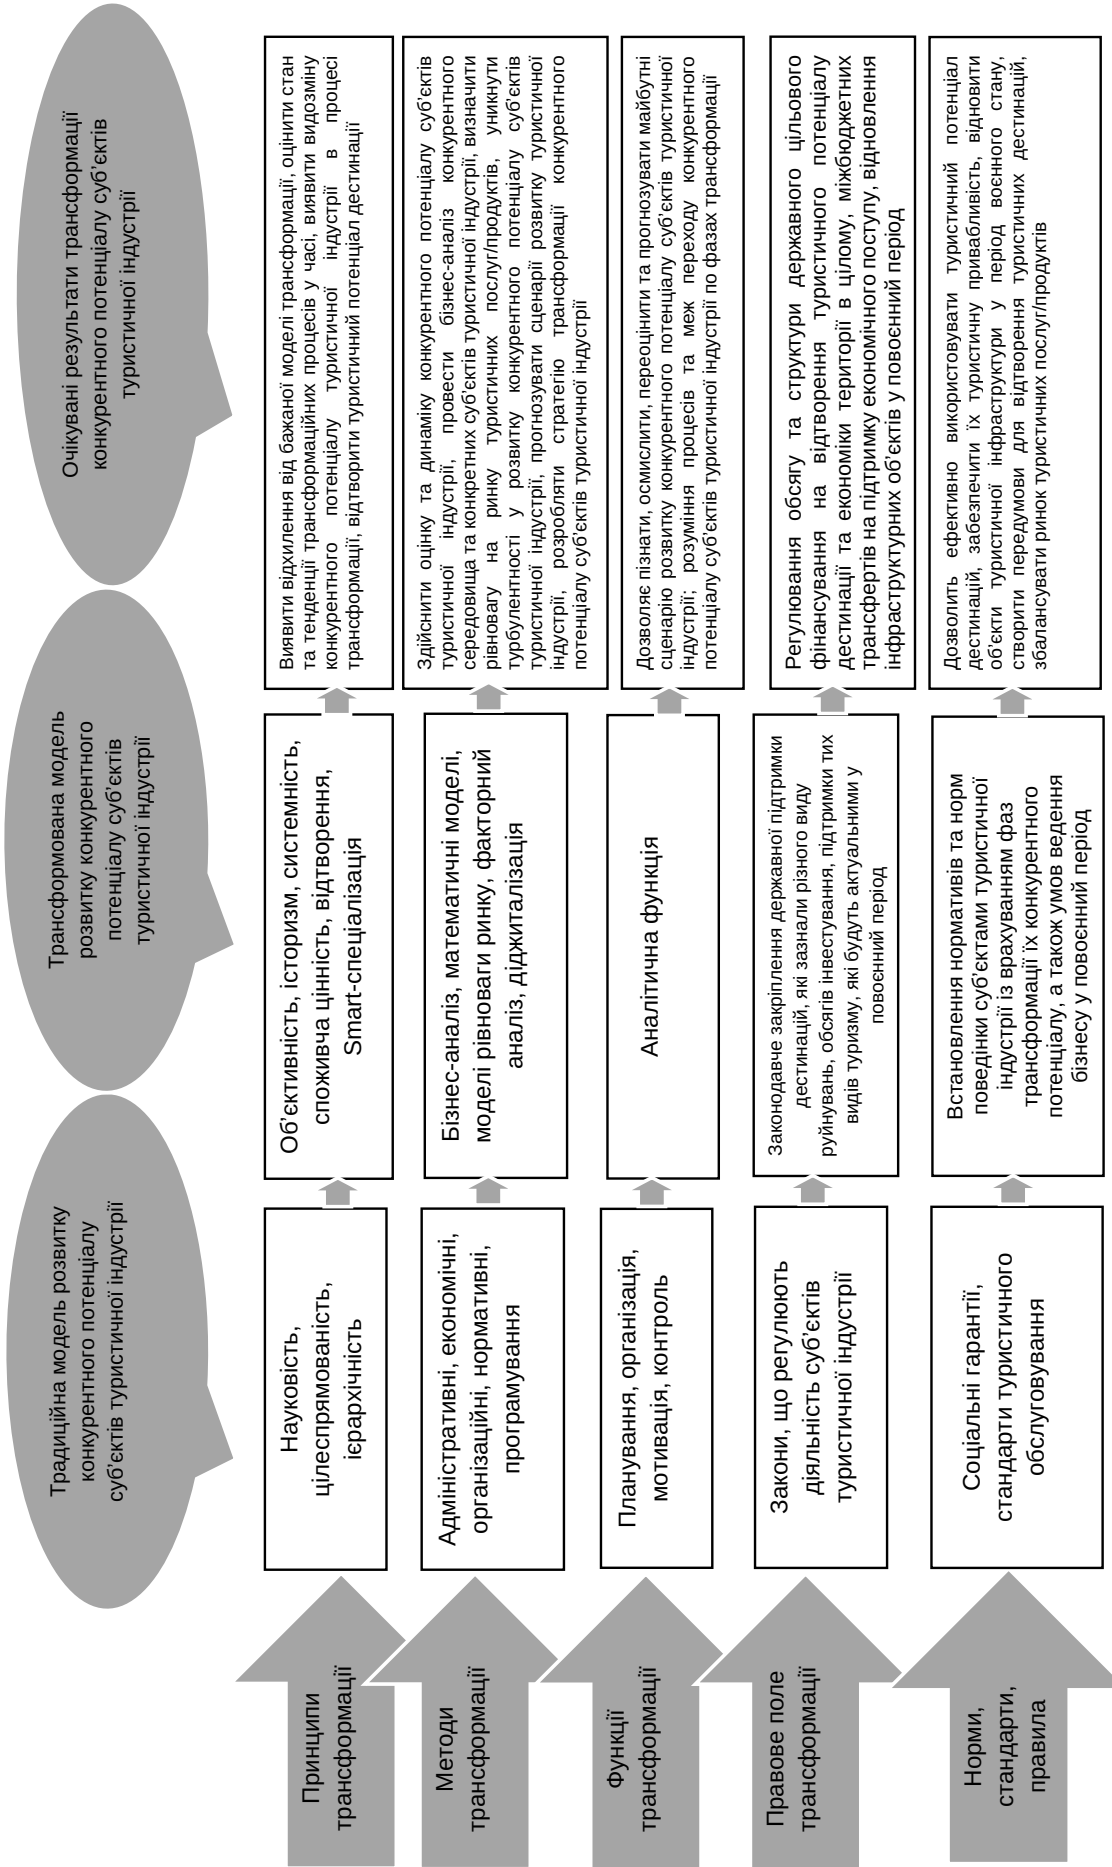 Традиційна модель розвитку
конкурентного потенціалу
суб'єктів туристичної індустрії
Трансформована модель
розвитку конкурентного
потенціалу суб'єктів
туристичної індустрії
Очікувані результати трансформації
конкурентного потенціалу суб'єктів
туристичної індустрії
Принципи
трансформації
Науковість,
цілеспрямованість,
ієрархічність
Об'єктивність, історизм, системність,
споживча цінність, відтворення,
Smart-спеціалізація
Виявити відхилення від бажаної моделі трансформації, оцінити стан
та тенденції трансформаційних процесів у часі, виявити видозміну
конкурентного потенціалу туристичної індустрії в процесі
трансформації, відтворити туристичний потенціал дестинації
Методи
трансформації
Адміністративні, економічні,
організаційні, нормативні,
програмування
Бізнес-аналіз, математичні моделі,
моделі рівноваги ринку, факторний
аналіз, діджиталізація
Здійснити оцінку та динаміку конкурентного потенціалу суб'єктів
туристичної індустрії, провести бізнес-аналіз конкурентного
середовища та конкретних суб'єктів туристичної індустрії, визначити
рівновагу на ринку туристичних послуг/продуктів, уникнути
турбулентності у розвитку конкурентного потенціалу суб'єктів
туристичної індустрії, прогнозувати сценарії розвитку туристичної
індустрії, розробляти стратегію трансформації конкурентного
потенціалу суб'єктів туристичної індустрії
Функції
трансформації
Планування, організація,
мотивація, контроль
Аналітична функція
Дозволяє пізнати, осмислити, переоцінити та прогнозувати майбутні
сценарію розвитку конкурентного потенціалу суб'єктів туристичної
індустрії; розуміння процесів та меж переходу конкурентного
потенціалу суб'єктів туристичної індустрії по фазах трансформації
Правове поле
трансформації
Закони, що регулюють
діяльність суб'єктів
туристичної індустрії
Законодавче закріплення державної підтримки
дестинацій, які зазнали різного виду
руйнувань, обсягів інвестування, підтримки тих
видів туризму, які будуть актуальними у
повоєнний період
Регулювання обсягу та структури державного цільового
фінансування на відтворення туристичного потенціалу
дестинації та економіки території в цілому, міжбюджетних
трансфертів на підтримку економічного поступу, відновлення
інфраструктурних об'єктів у повоєнний період
Норми,
стандарти,
правила
Соціальні гарантії,
стандарти туристичного
обслуговування
Встановлення нормативів та норм
поведінки суб'єктами туристичної
індустрії із врахуванням фаз
трансформації їх конкурентного
потенціалу, а також умов ведення
бізнесу у повоєнний період
Дозволить ефективно використовувати туристичний потенціал
дестинацій, забезпечити їх туристичну привабливість, відновити
об'єкти туристичної інфраструктури у період воєнного стану,
створити передумови для відтворення туристичних дестинацій,
збалансувати ринок туристичних послуг/продуктів